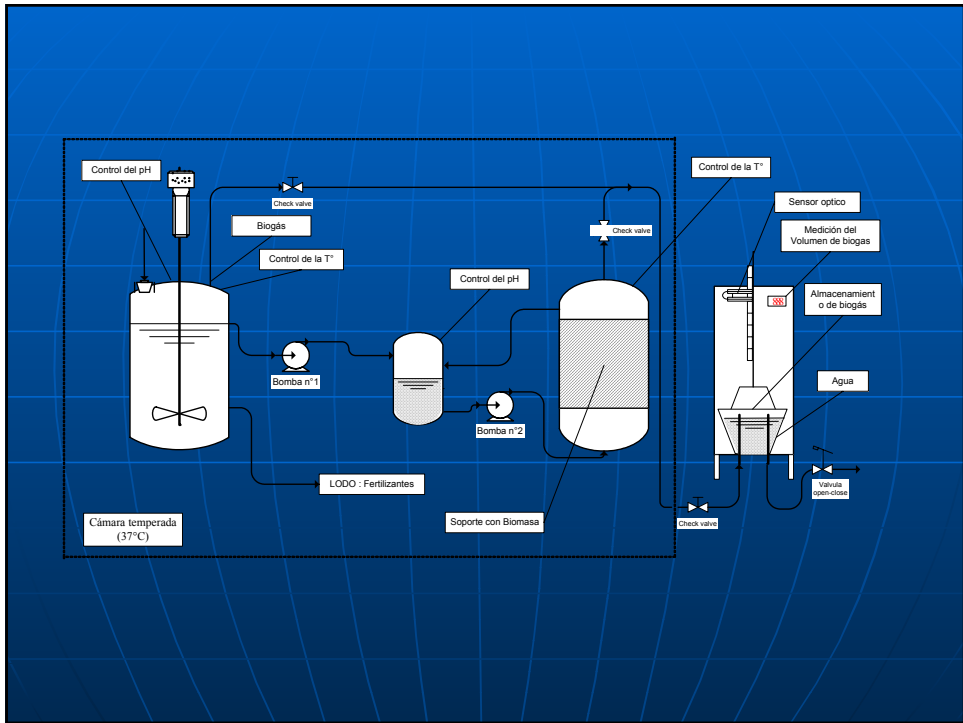 Control del pH
Control de la T°
Check valve
Sensor optico
Biogás
Check valve
Medición del
Volumen de biogas
Control de la T°
Control del pH
Almacenamient
o de biogás
Bomba n°1
Agua
Bomba n°2
LODO : Fertilizantes
Valvula
open-close
Cámara temperada
(37°C)
Soporte con Biomasa
Check valve